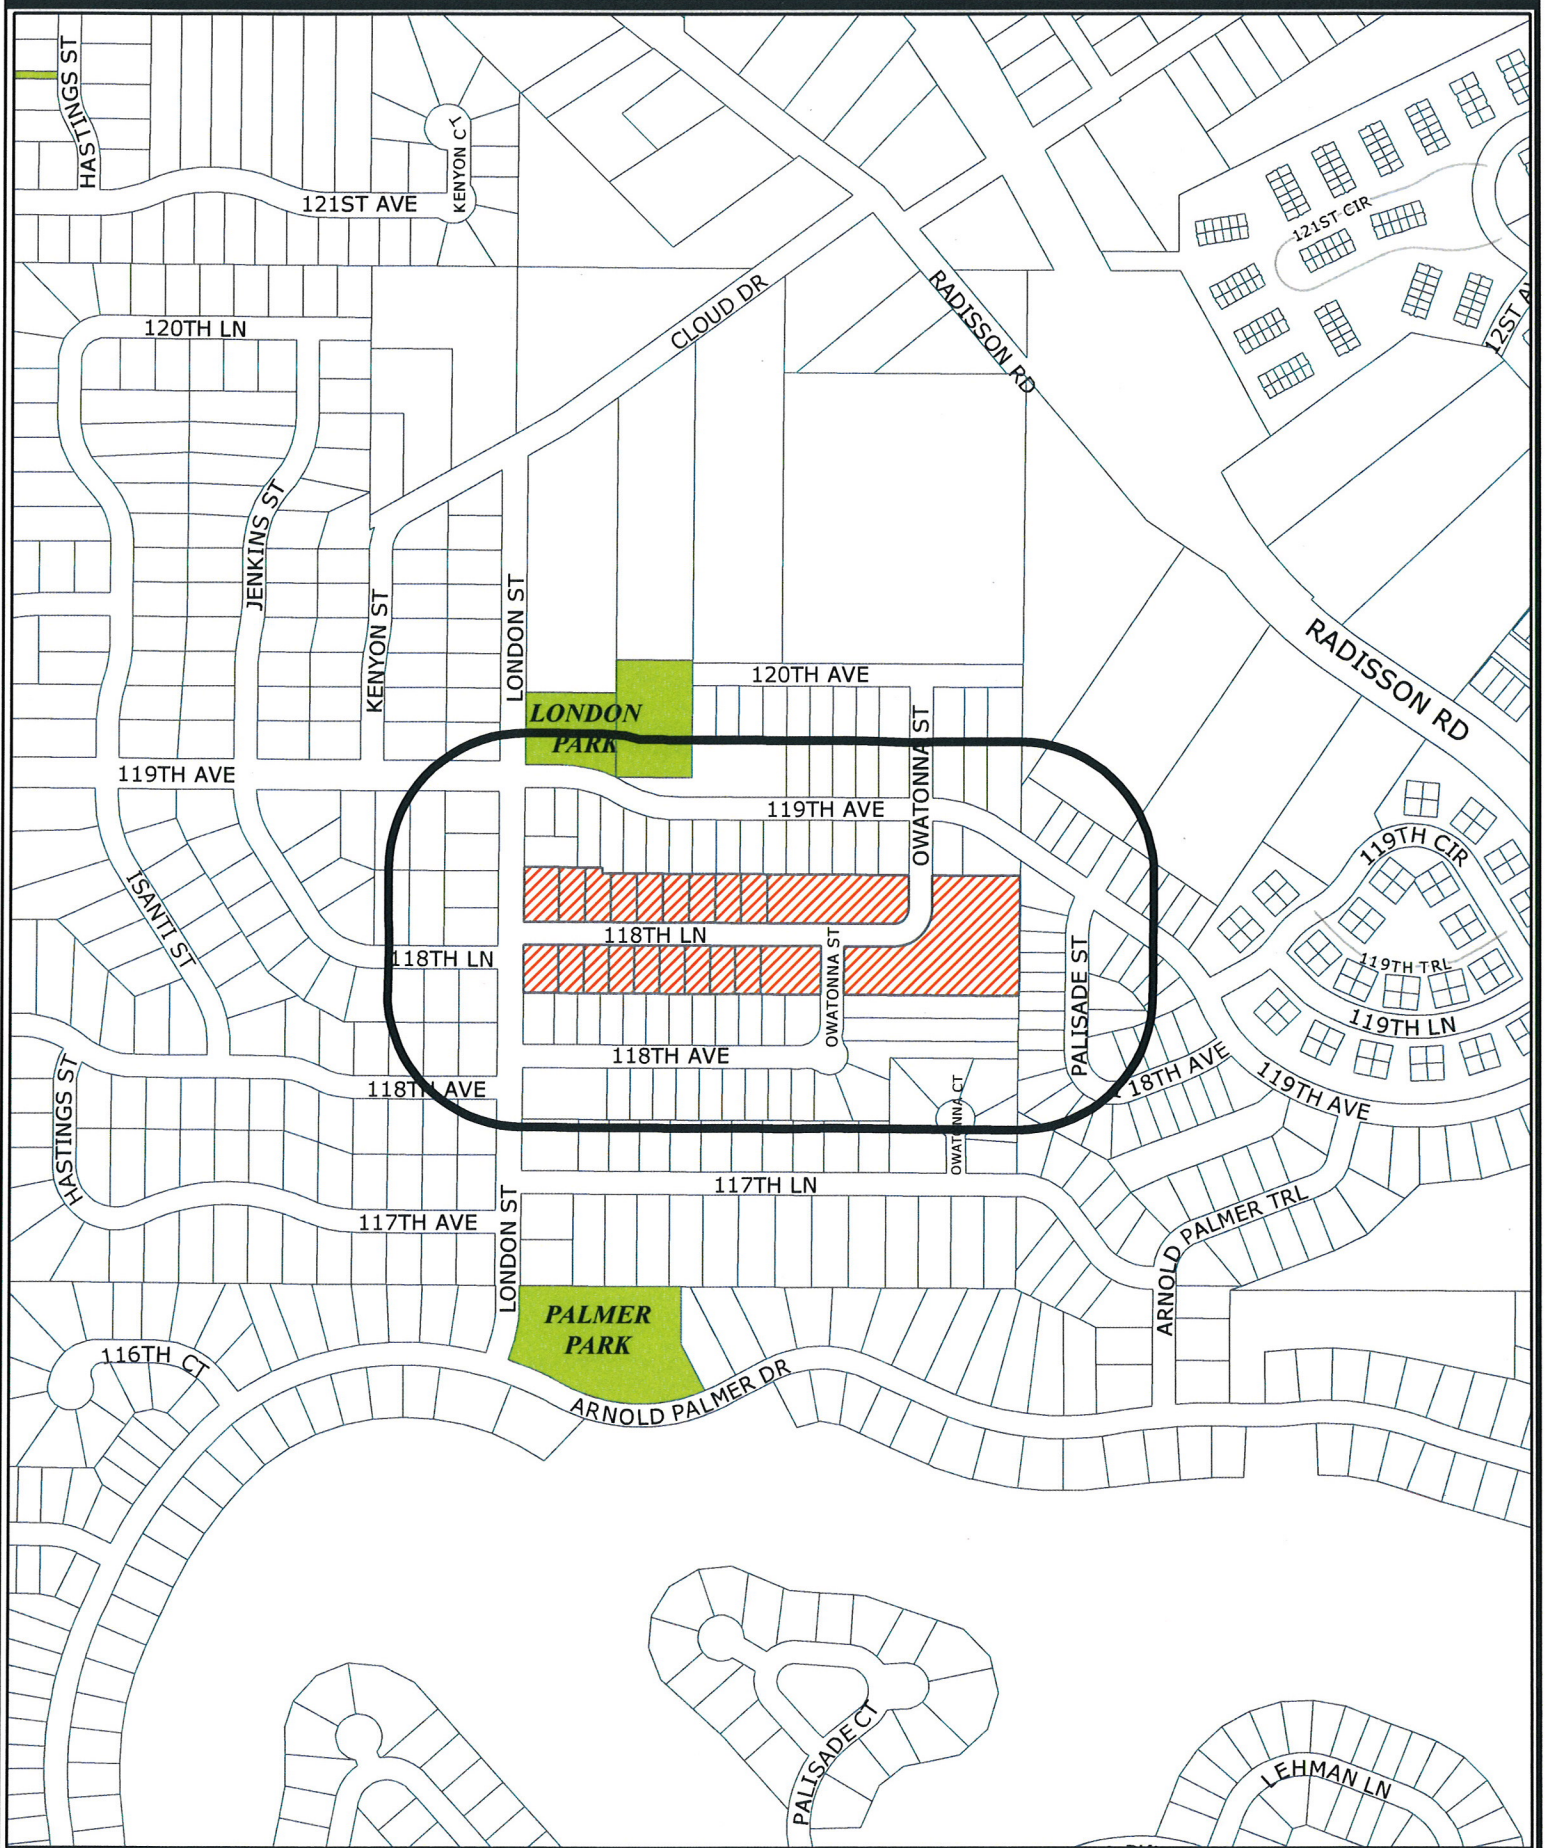 HASTINGS ST
KENYON CT
121ST AVE
121ST CIR
120TH LN
CLOUD DR
RADISSON RD
JENKINS ST
KENYON ST
LONDON ST
RADISSON RD
120TH AVE
LONDON
PARK
OWATONNA ST
119TH AVE
119TH AVE
119TH CIR
ISANTI ST
118TH LN
118TH LN
OWATONNA ST
PALISADE ST
119TH TRL
119TH LN
118TH AVE
118TH AVE
18TH AVE
119TH AVE
HASTINGS ST
OWATONNA CT
117TH LN
117TH AVE
LONDON ST
ARNOLD PALMER TRL
PALMER
PARK
116TH CT
ARNOLD PALMER DR
PALISADE CT
LEHMAN LN